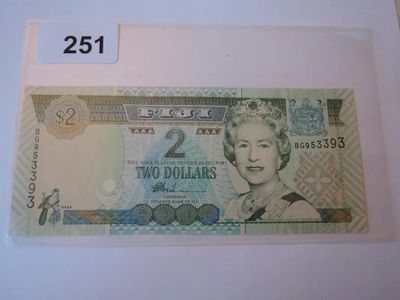 251
FIJI
$2
2
BG953393
BG953393
THIS NOTE IS LEGAL TENDER IN FIJI FOR
TWO DOLLARS
GOVERNOR
RESERVE BANK OF FIJI
KAKA